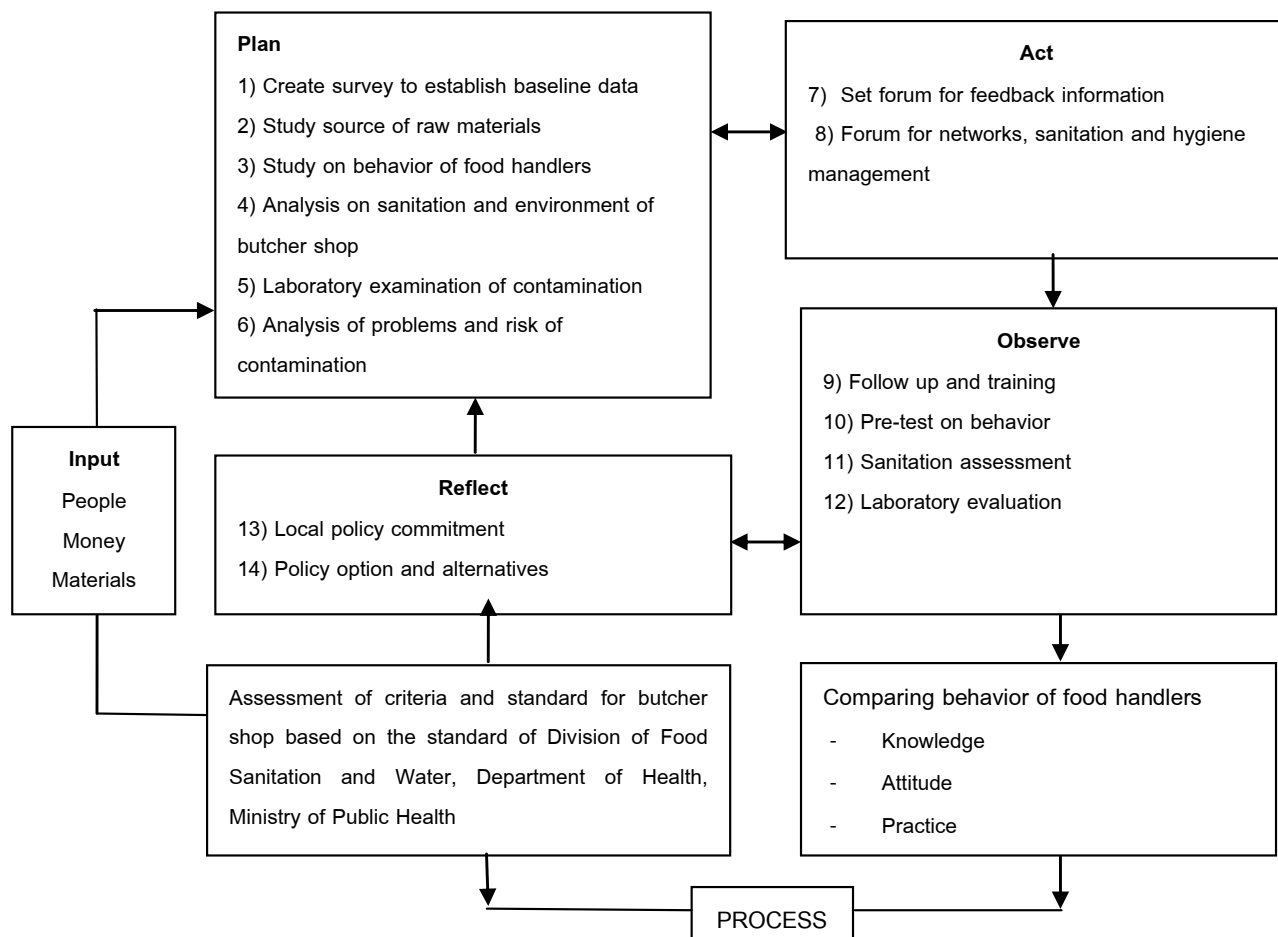 Plan
1) Create survey to establish baseline data
2) Study source of raw materials
3) Study on behavior of food handlers
4) Analysis on sanitation and environment of
butcher shop
5) Laboratory examination of contamination
6) Analysis of problems and risk of
contamination
Act
7) Set forum for feedback information
8) Forum for networks, sanitation and hygiene
management
Observe
9) Follow up and training
10) Pre-test on behavior
11) Sanitation assessment
12) Laboratory evaluation
Input
People
Money
Materials
Reflect
13) Local policy commitment
14) Policy option and alternatives
Assessment of criteria and standard for butcher
shop based on the standard of Division of Food
Sanitation and Water, Department of Health,
Ministry of Public Health
Comparing behavior of food handlers
- Knowledge
- Attitude
- Practice
PROCESS